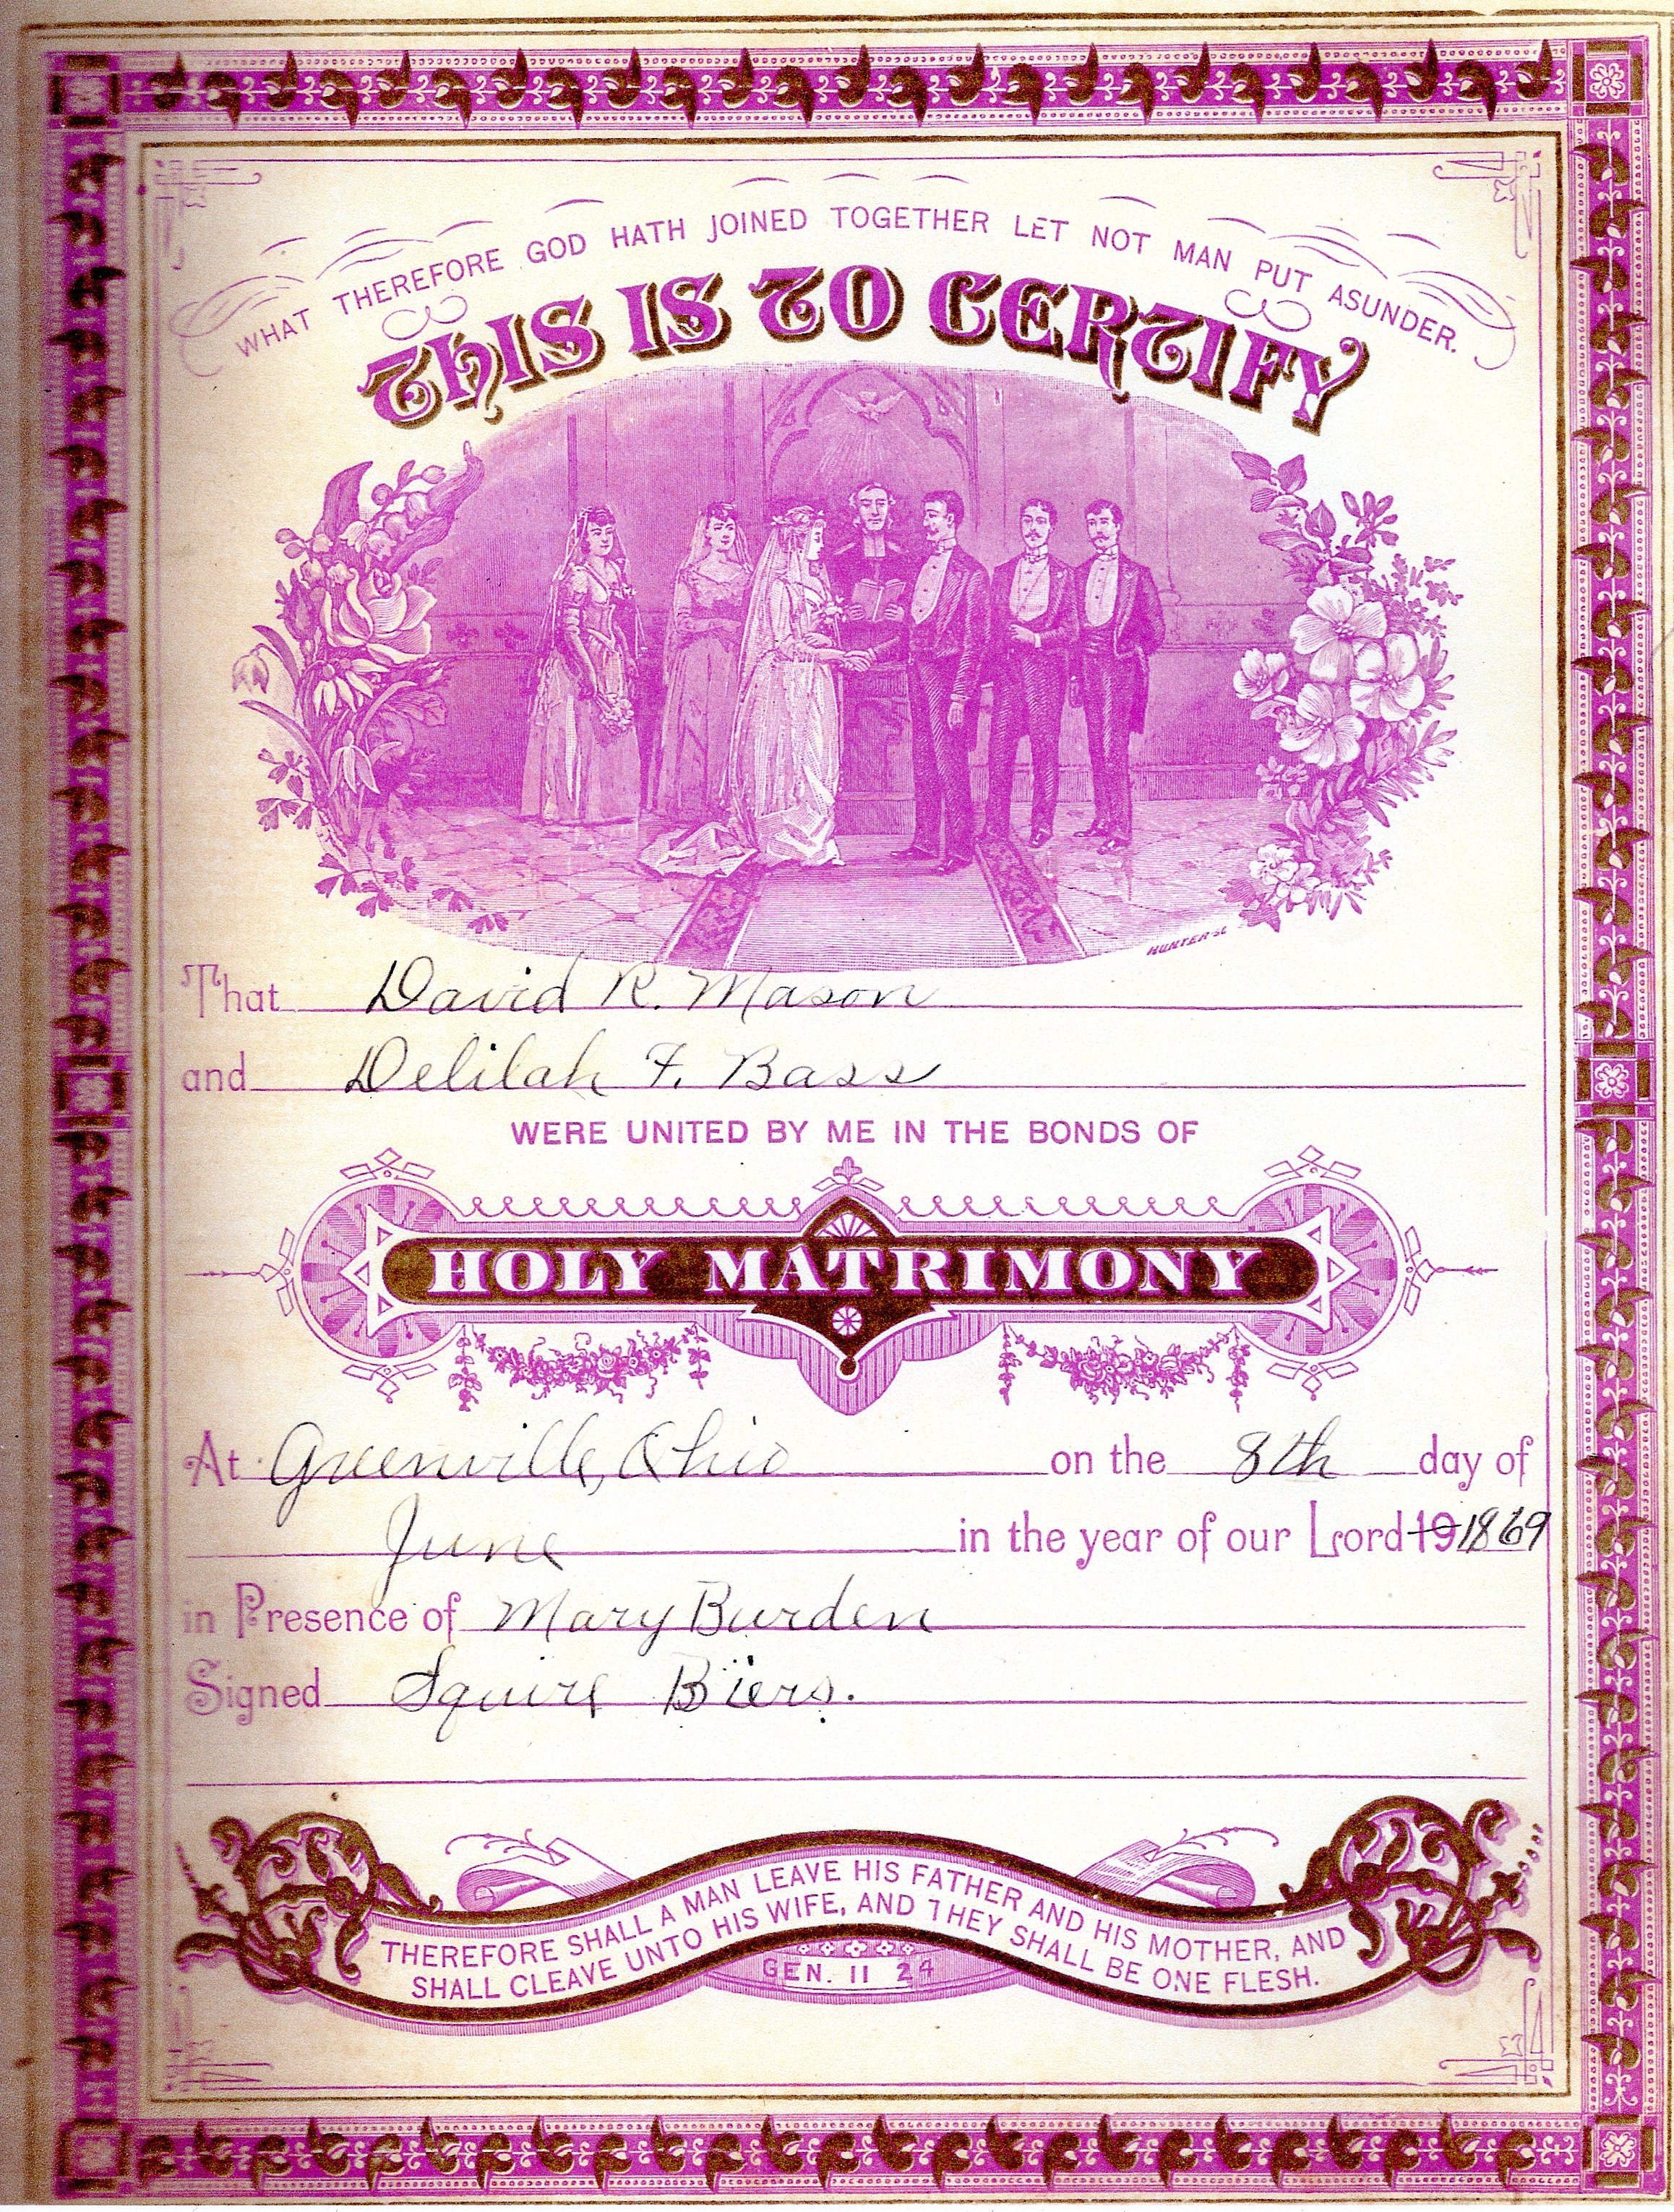 WHAT THEREFORE GOD HATH JOINED TOGETHER LET NOT MAN PUT ASUNDER.
THIS IS TO CERTIFY
HUNTER SC
That David R. Mason
and Delilah F. Bass
WERE UNITED BY ME IN THE BONDS OF
HOLY MATRIMONY
At Greenville, Ohio on the 8th day of
June in the year of our Lord 19 1869
in Presence of Mary Burden
Signed Squire Biers.
THEREFORE SHALL A MAN LEAVE HIS FATHER AND HIS MOTHER, AND
SHALL CLEAVE UNTO HIS WIFE, AND THEY SHALL BE ONE FLESH.
GEN. II 24